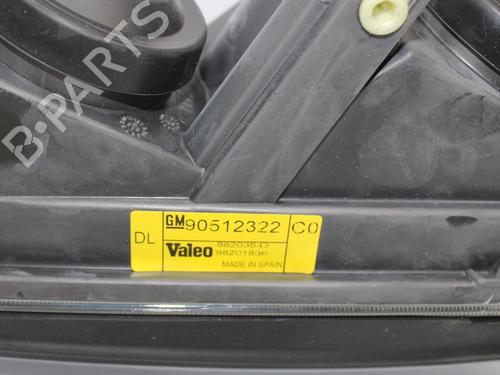 B-PARTS
DL
GM 90512322 C0
Valeo 88203543
88201836
MADE IN SPAIN